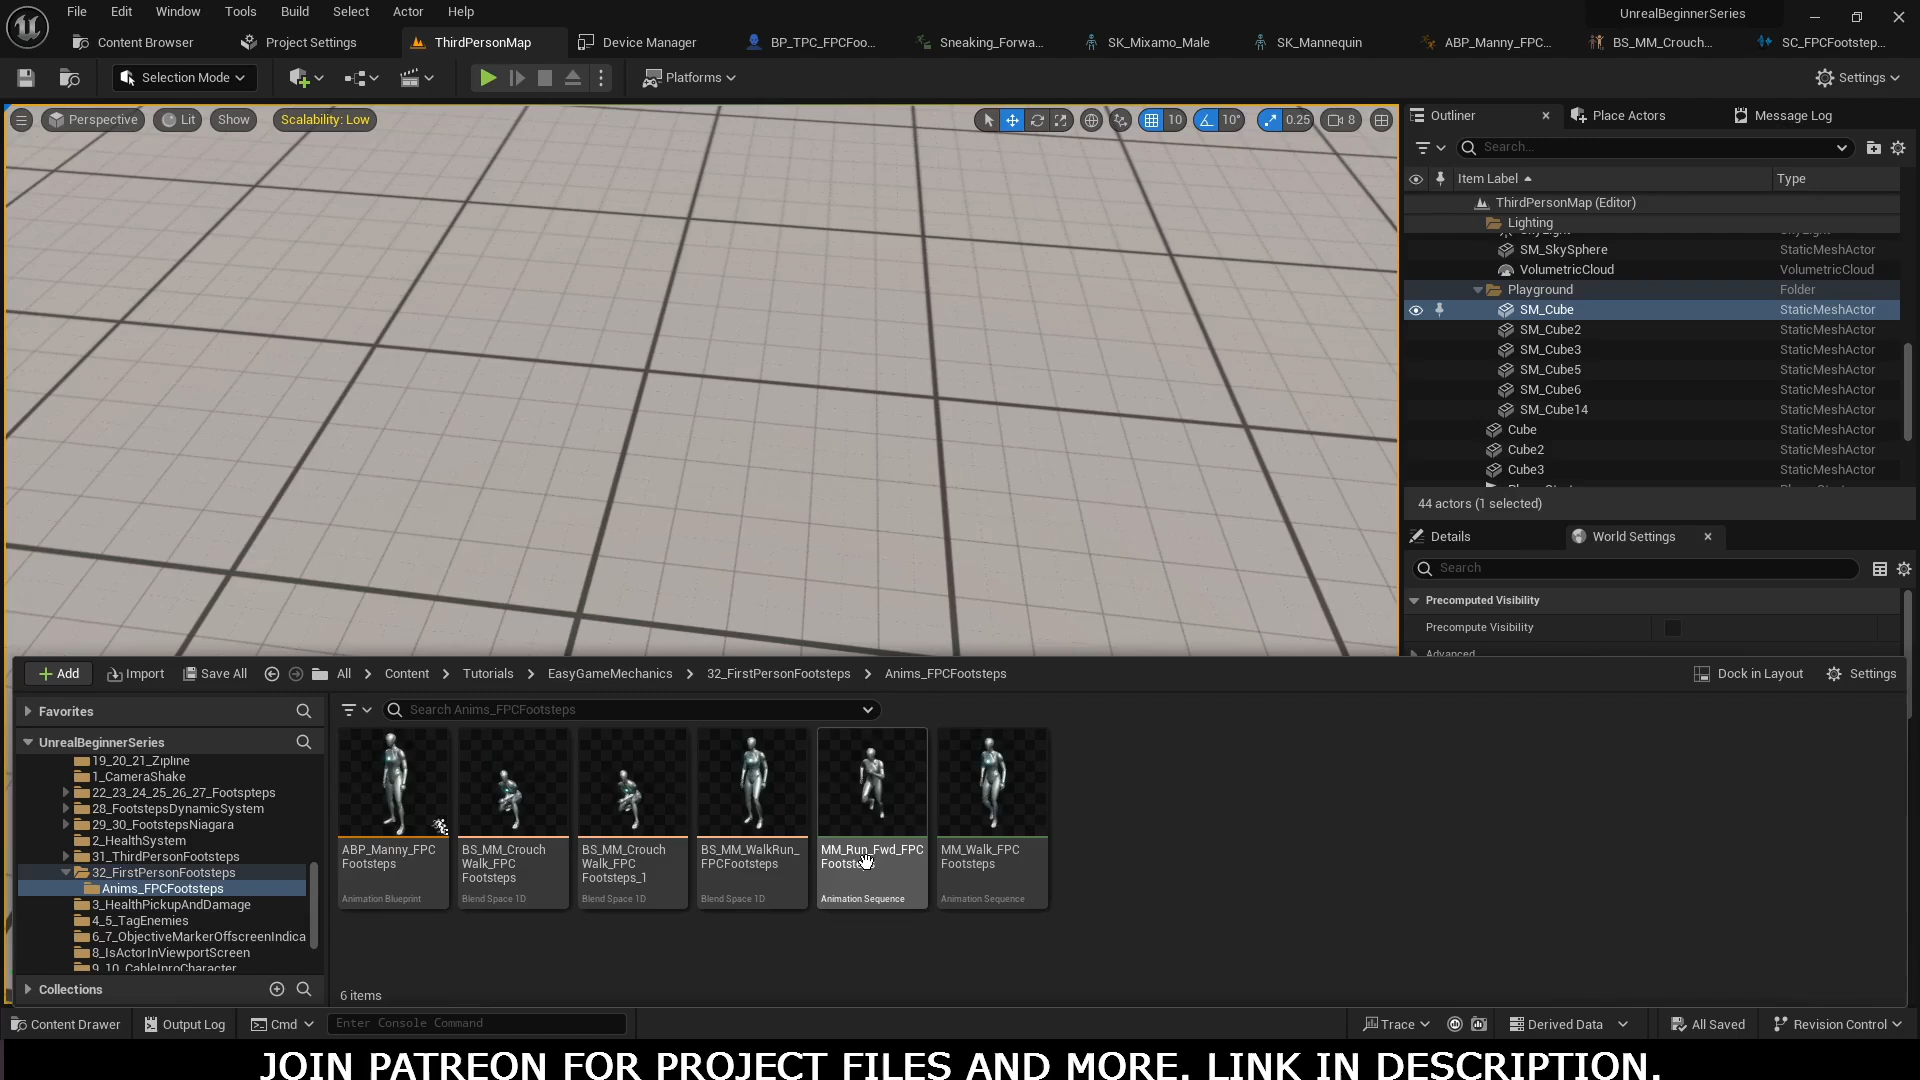 File Edit Window Tools Build Select Actor Help
UnrealBeginnerSeries
Content Browser Project Settings ThirdPersonMap Device Manager BP_TPC_FPCFoo... Sneaking_Forwa... SK_Mixamo_Male SK_Mannequin ABP_Manny_FPC... BS_MM_Crouch... SC_FPCFootstep...
Selection Mode Platforms Settings
Perspective Lit Show Scalability: Low 10 10° 0.25 8
Outliner Place Actors Message Log
Search...
Item Label Type
ThirdPersonMap (Editor)
Lighting
SM_SkySphere StaticMeshActor
VolumetricCloud VolumetricCloud
Playground Folder
SM_Cube StaticMeshActor
SM_Cube2 StaticMeshActor
SM_Cube3 StaticMeshActor
SM_Cube5 StaticMeshActor
SM_Cube6 StaticMeshActor
SM_Cube14 StaticMeshActor
Cube StaticMeshActor
Cube2 StaticMeshActor
Cube3 StaticMeshActor
44 actors (1 selected)
Details World Settings
Search
Precomputed Visibility
Precompute Visibility
Advanced
Add Import Save All All Content Tutorials EasyGameMechanics 32_FirstPersonFootsteps Anims_FPCFootsteps Dock in Layout Settings
Favorites
Search Anims_FPCFootsteps
UnrealBeginnerSeries
19_20_21_Zipline
1_CameraShake
22_23_24_25_26_27_Footspteps
28_FootstepsDynamicSystem
29_30_FootstepsNiagara
2_HealthSystem
31_ThirdPersonFootsteps
32_FirstPersonFootsteps
Anims_FPCFootsteps
3_HealthPickupAndDamage
4_5_TagEnemies
6_7_ObjectiveMarkerOffscreenIndica
8_IsActorInViewportScreen
9_10_CableInproCharacter
Collections
ABP_Manny_FPC
Footsteps
Animation Blueprint
BS_MM_Crouch
Walk_FPC
Footsteps
Blend Space 1D
BS_MM_Crouch
Walk_FPC
Footsteps_1
Blend Space 1D
BS_MM_WalkRun_
FPCFootsteps
Blend Space 1D
MM_Run_Fwd_FPC
Footsteps
Animation Sequence
MM_Walk_FPC
Footsteps
Animation Sequence
6 items
Content Drawer Output Log Cmd Enter Console Command Trace Derived Data All Saved Revision Control
JOIN PATREON FOR PROJECT FILES AND MORE. LINK IN DESCRIPTION.